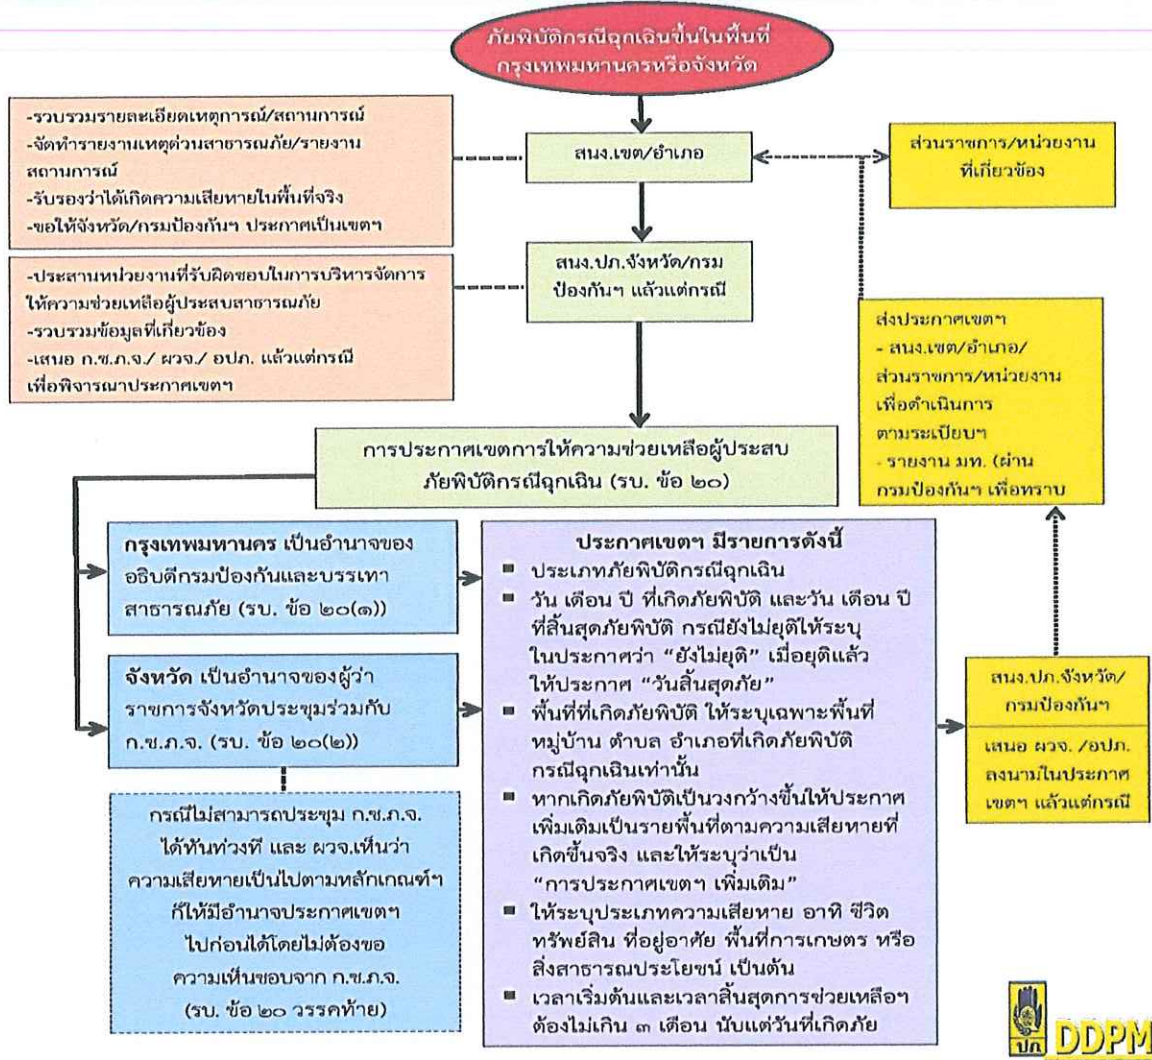 ภัยพิบัติกรณีฉุกเฉินขึ้นในพื้นที่
กรุงเทพมหานครหรือจังหวัด
-รวบรวมรายละเอียดเหตุการณ์/สถานการณ์
-จัดทำรายงานเหตุด่วนสาธารณภัย/รายงาน
สถานการณ์
-รับรองว่าได้เกิดความเสียหายในพื้นที่จริง
-ขอให้จังหวัด/กรมป้องกันฯ ประกาศเป็นเขตฯ
สนง.เขต/อำเภอ
ส่วนราชการ/หน่วยงาน
ที่เกี่ยวข้อง
-ประสานหน่วยงานที่รับผิดชอบในการบริหารจัดการ
ให้ความช่วยเหลือผู้ประสบสาธารณภัย
-รวบรวมข้อมูลที่เกี่ยวข้อง
-เสนอ ก.ช.ภ.จ./ ผวจ./ อปภ. แล้วแต่กรณี
เพื่อพิจารณาประกาศเขตฯ
สนง.ปภ.จังหวัด/กรม
ป้องกันฯ แล้วแต่กรณี
ส่งประกาศเขตฯ
- สนง.เขต/อำเภอ/
ส่วนราชการ/หน่วยงาน
เพื่อดำเนินการ
ตามระเบียบฯ
- รายงาน มท. (ผ่าน
กรมป้องกันฯ เพื่อทราบ
การประกาศเขตการให้ความช่วยเหลือผู้ประสบ
ภัยพิบัติกรณีฉุกเฉิน (รบ. ข้อ ๒๐)
กรุงเทพมหานคร เป็นอำนาจของ
อธิบดีกรมป้องกันและบรรเทา
สาธารณภัย (รบ. ข้อ ๒๐(๑))
จังหวัด เป็นอำนาจของผู้ว่า
ราชการจังหวัดประชุมร่วมกับ
ก.ช.ภ.จ. (รบ. ข้อ ๒๐(๒))
กรณีไม่สามารถประชุม ก.ช.ภ.จ.
ได้ทันท่วงที และ ผวจ.เห็นว่า
ความเสียหายเป็นไปตามหลักเกณฑ์ฯ
ก็ให้มีอำนาจประกาศเขตฯ
ไปก่อนได้โดยไม่ต้องขอ
ความเห็นชอบจาก ก.ช.ภ.จ.
(รบ. ข้อ ๒๐ วรรคท้าย)
ประกาศเขตฯ มีรายการดังนี้
▪ ประเภทภัยพิบัติกรณีฉุกเฉิน
▪ วัน เดือน ปี ที่เกิดภัยพิบัติ และวัน เดือน ปี
ที่สิ้นสุดภัยพิบัติ กรณียังไม่ยุติให้ระบุ
ในประกาศว่า “ยังไม่ยุติ” เมื่อยุติแล้ว
ให้ประกาศ “วันสิ้นสุดภัย”
▪ พื้นที่ที่เกิดภัยพิบัติ ให้ระบุเฉพาะพื้นที่
หมู่บ้าน ตำบล อำเภอที่เกิดภัยพิบัติ
กรณีฉุกเฉินเท่านั้น
▪ หากเกิดภัยพิบัติเป็นวงกว้างขึ้นให้ประกาศ
เพิ่มเติมเป็นรายพื้นที่ตามความเสียหายที่
เกิดขึ้นจริง และให้ระบุว่าเป็น
“การประกาศเขตฯ เพิ่มเติม”
▪ ให้ระบุประเภทความเสียหาย อาทิ ชีวิต
ทรัพย์สิน ที่อยู่อาศัย พื้นที่การเกษตร หรือ
สิ่งสาธารณประโยชน์ เป็นต้น
▪ เวลาเริ่มต้นและเวลาสิ้นสุดการช่วยเหลือฯ
ต้องไม่เกิน ๓ เดือน นับแต่วันที่เกิดภัย
สนง.ปภ.จังหวัด/
กรมป้องกันฯ
เสนอ ผวจ. /อปภ.
ลงนามในประกาศ
เขตฯ แล้วแต่กรณี
ปภ
DDPM